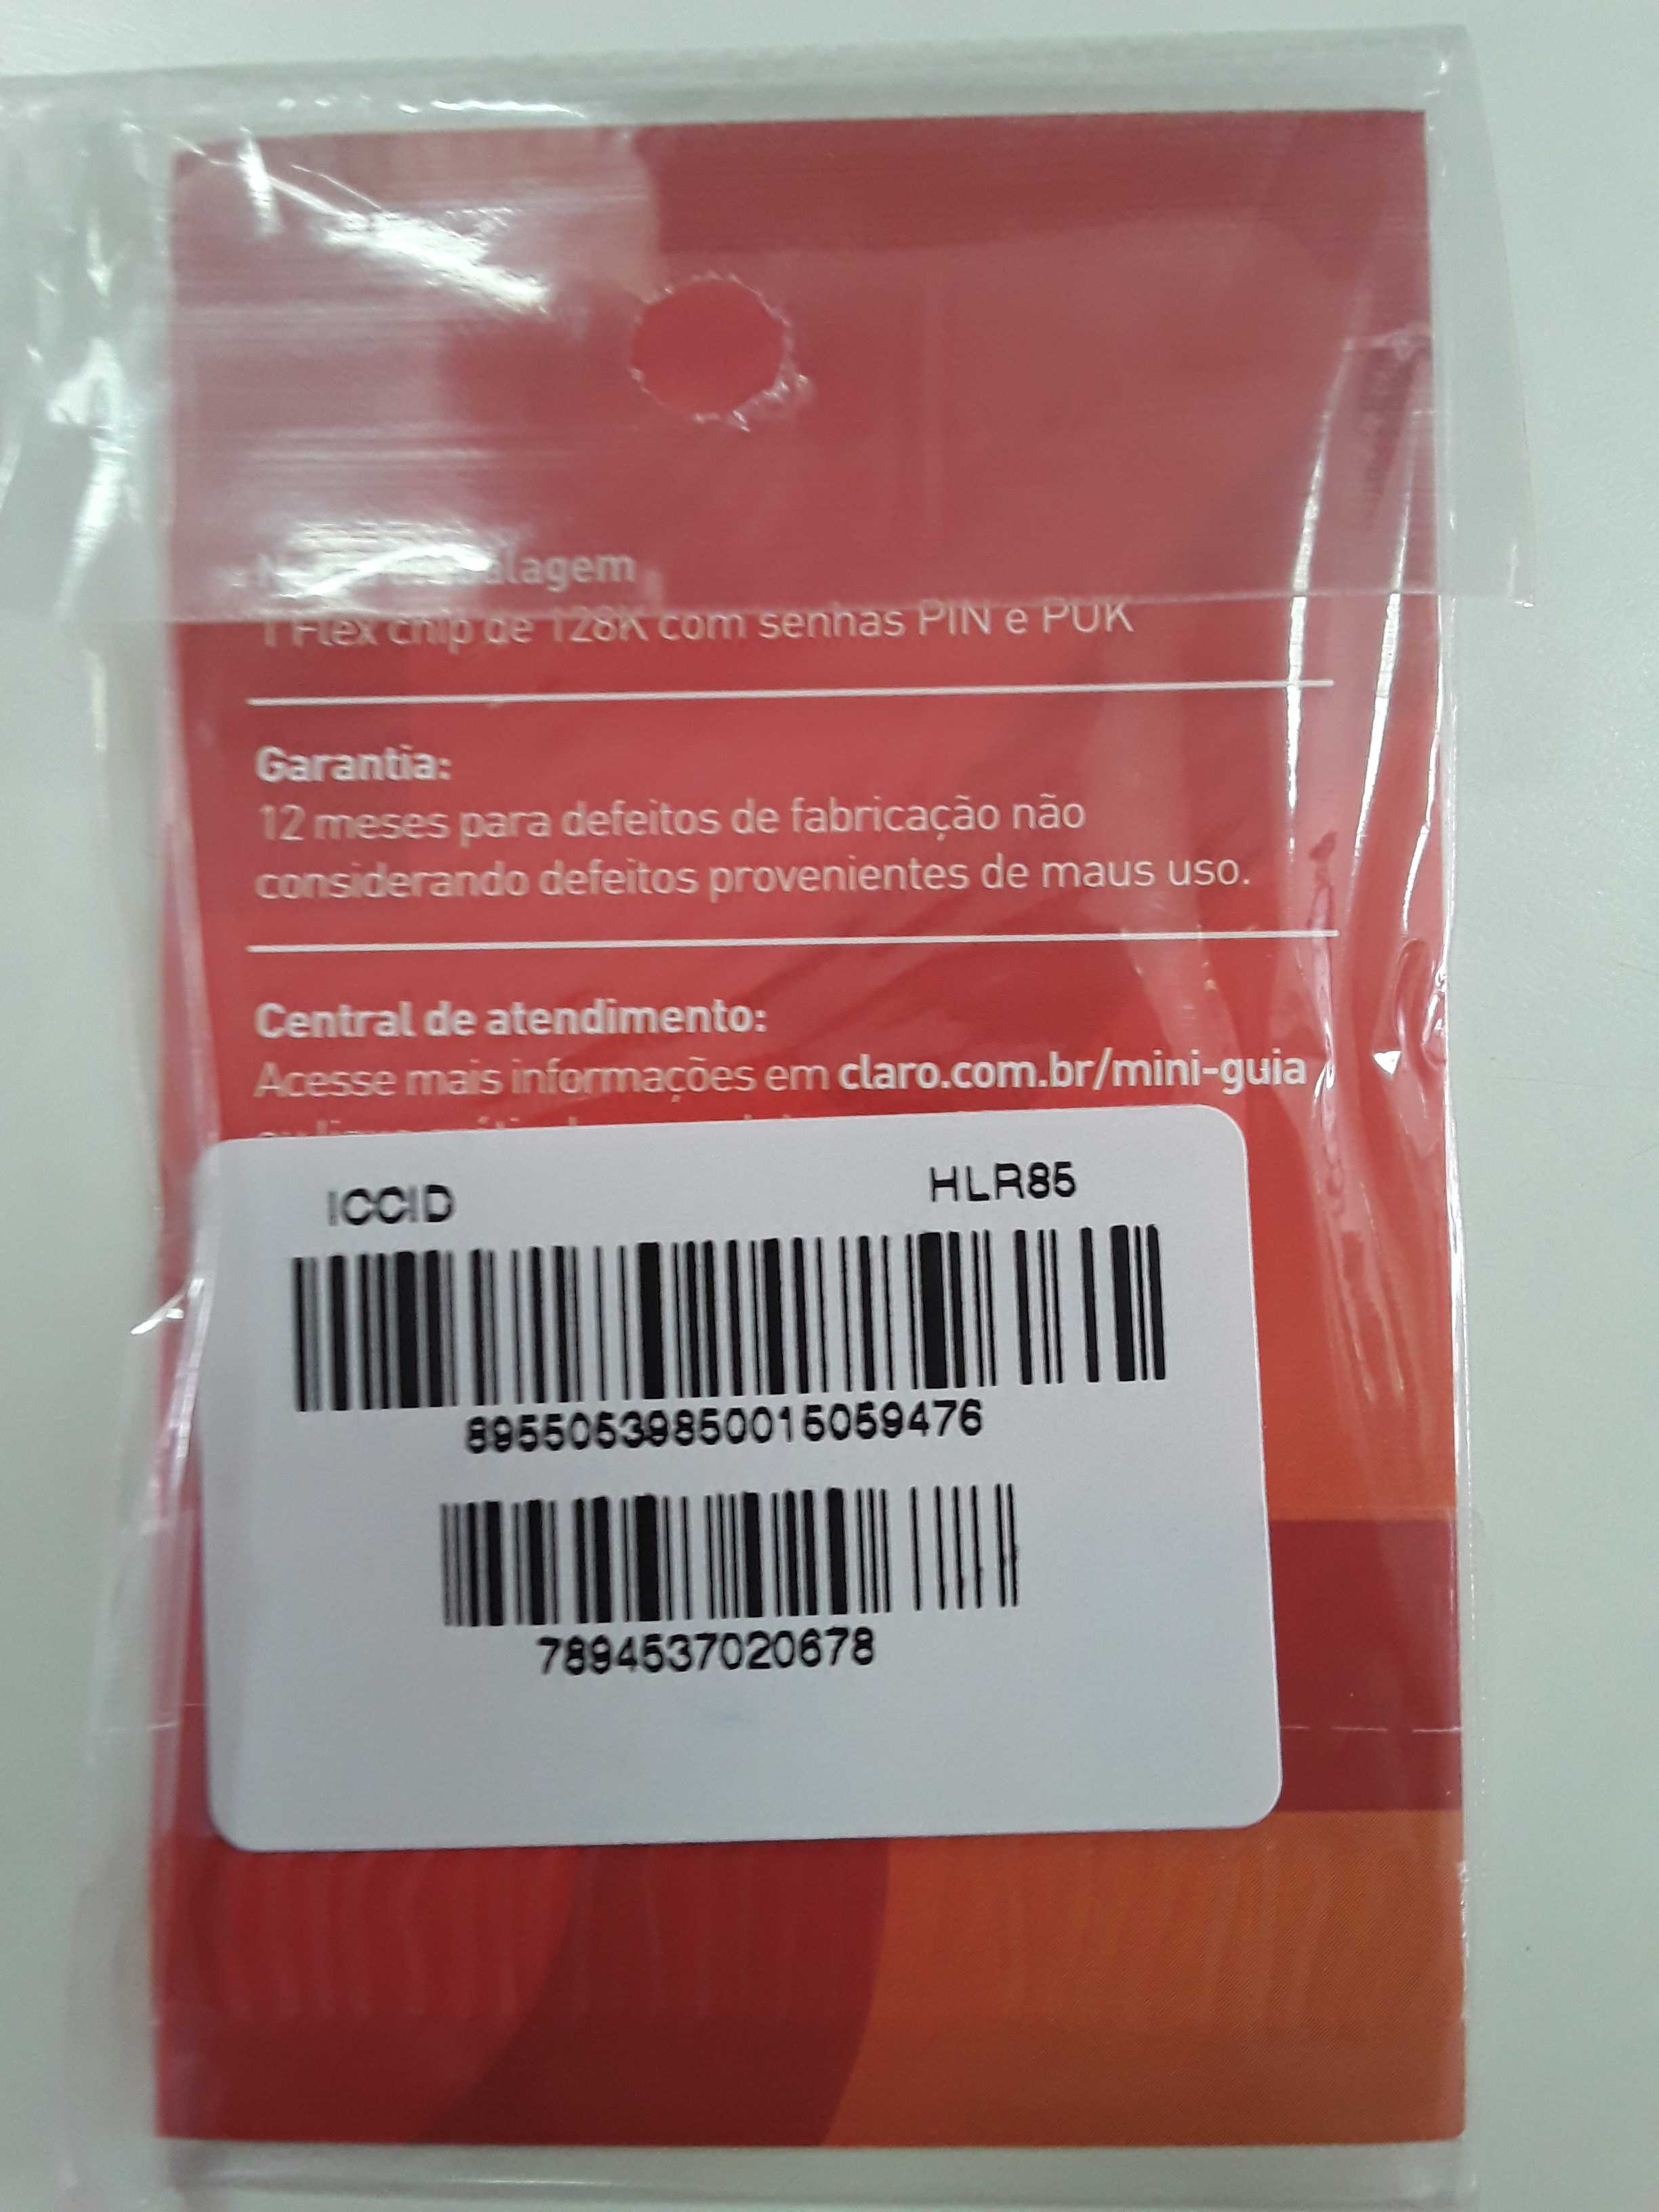 embalagem
1 Flex chip de 128K com senhas PIN e PUK
Garantia:
12 meses para defeitos de fabricação não
considerando defeitos provenientes de maus uso.
Central de atendimento:
Acesse mais informações em claro.com.br/mini-guia
ICCID HLR85
89550539850015059476
7894537020678